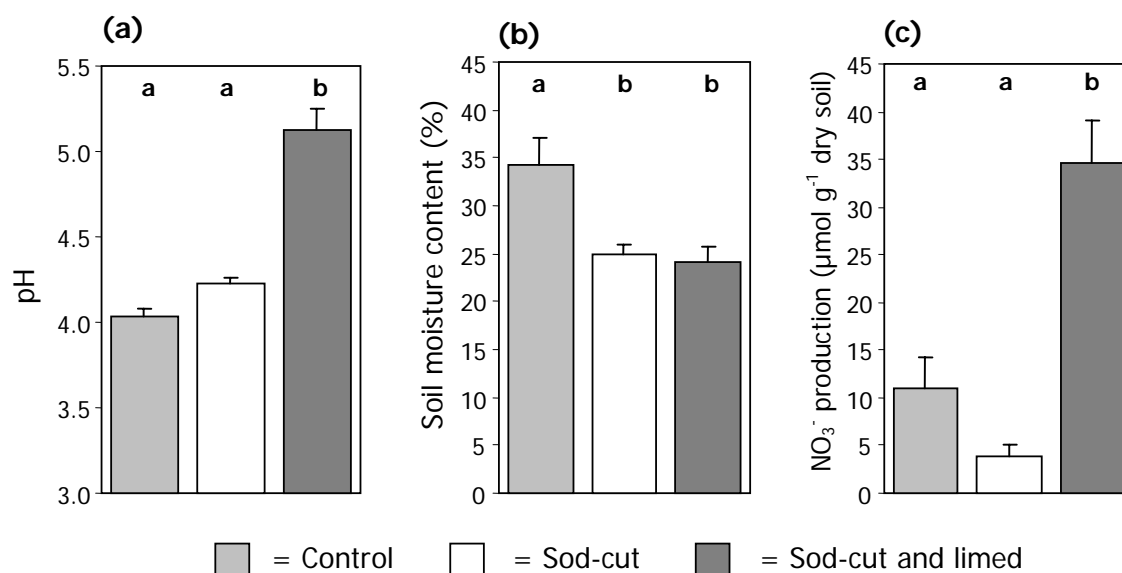 (a)
5.5
5.0
4.5
4.0
3.5
3.0
pH
a a b
(b)
45
40
35
30
25
20
15
10
5
0
Soil moisture content (%)
a b b
(c)
45
40
35
30
25
20
15
10
5
0
NO₃⁻ production (µmol g⁻¹ dry soil)
a a b
= Control = Sod-cut = Sod-cut and limed